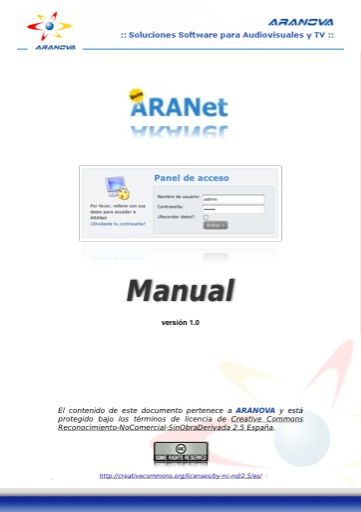 ARANOVA
:: Soluciones Software para Audiovisuales y TV ::
ARANOVA
ARANet
Panel de acceso
Por favor, rellene con sus
datos para acceder a
ARANet
¿Olvidaste tu contraseña?
Nombre de usuario:
admin
Contraseña:
¿Recordar datos?
Entrar
Manual
versión 1.0
El contenido de este documento pertenece a ARANOVA y está
protegido bajo los términos de licencia de Creative Commons
Reconocimiento-NoComercial-SinObraDerivada 2.5 España.
SOME RIGHTS RESERVED
http://creativecommons.org/licenses/by-nc-nd/2.5/es/